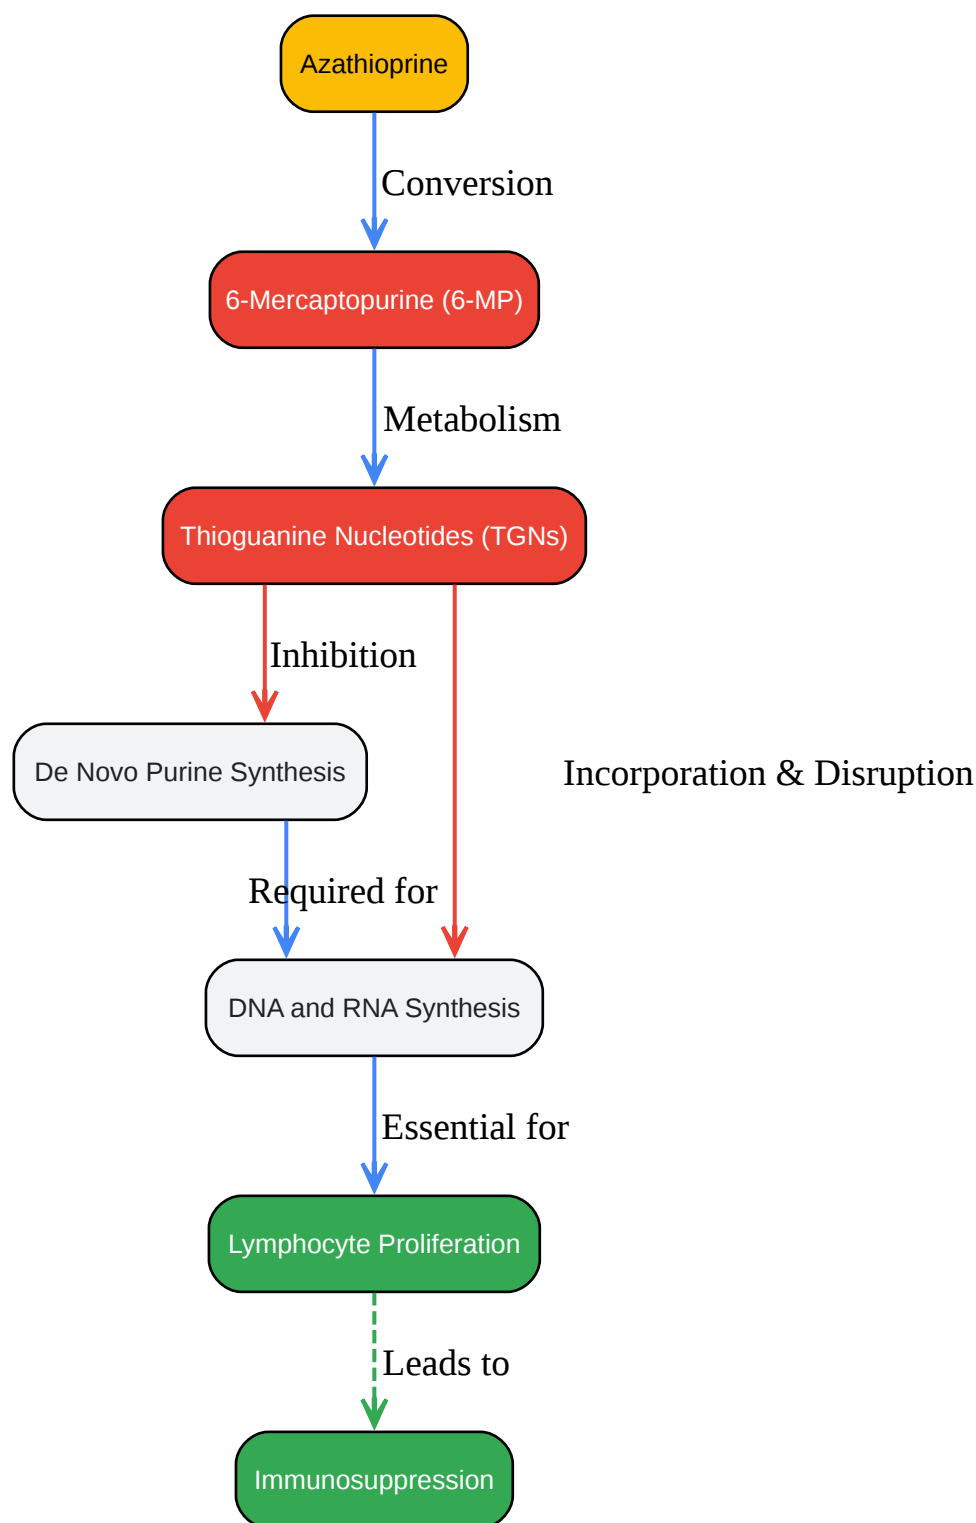 Azathioprine
Conversion
6-Mercaptopurine (6-MP)
Metabolism
Thioguanine Nucleotides (TGNs)
Inhibition
De Novo Purine Synthesis
Incorporation & Disruption
Required for
DNA and RNA Synthesis
Essential for
Lymphocyte Proliferation
Leads to
Immunosuppression